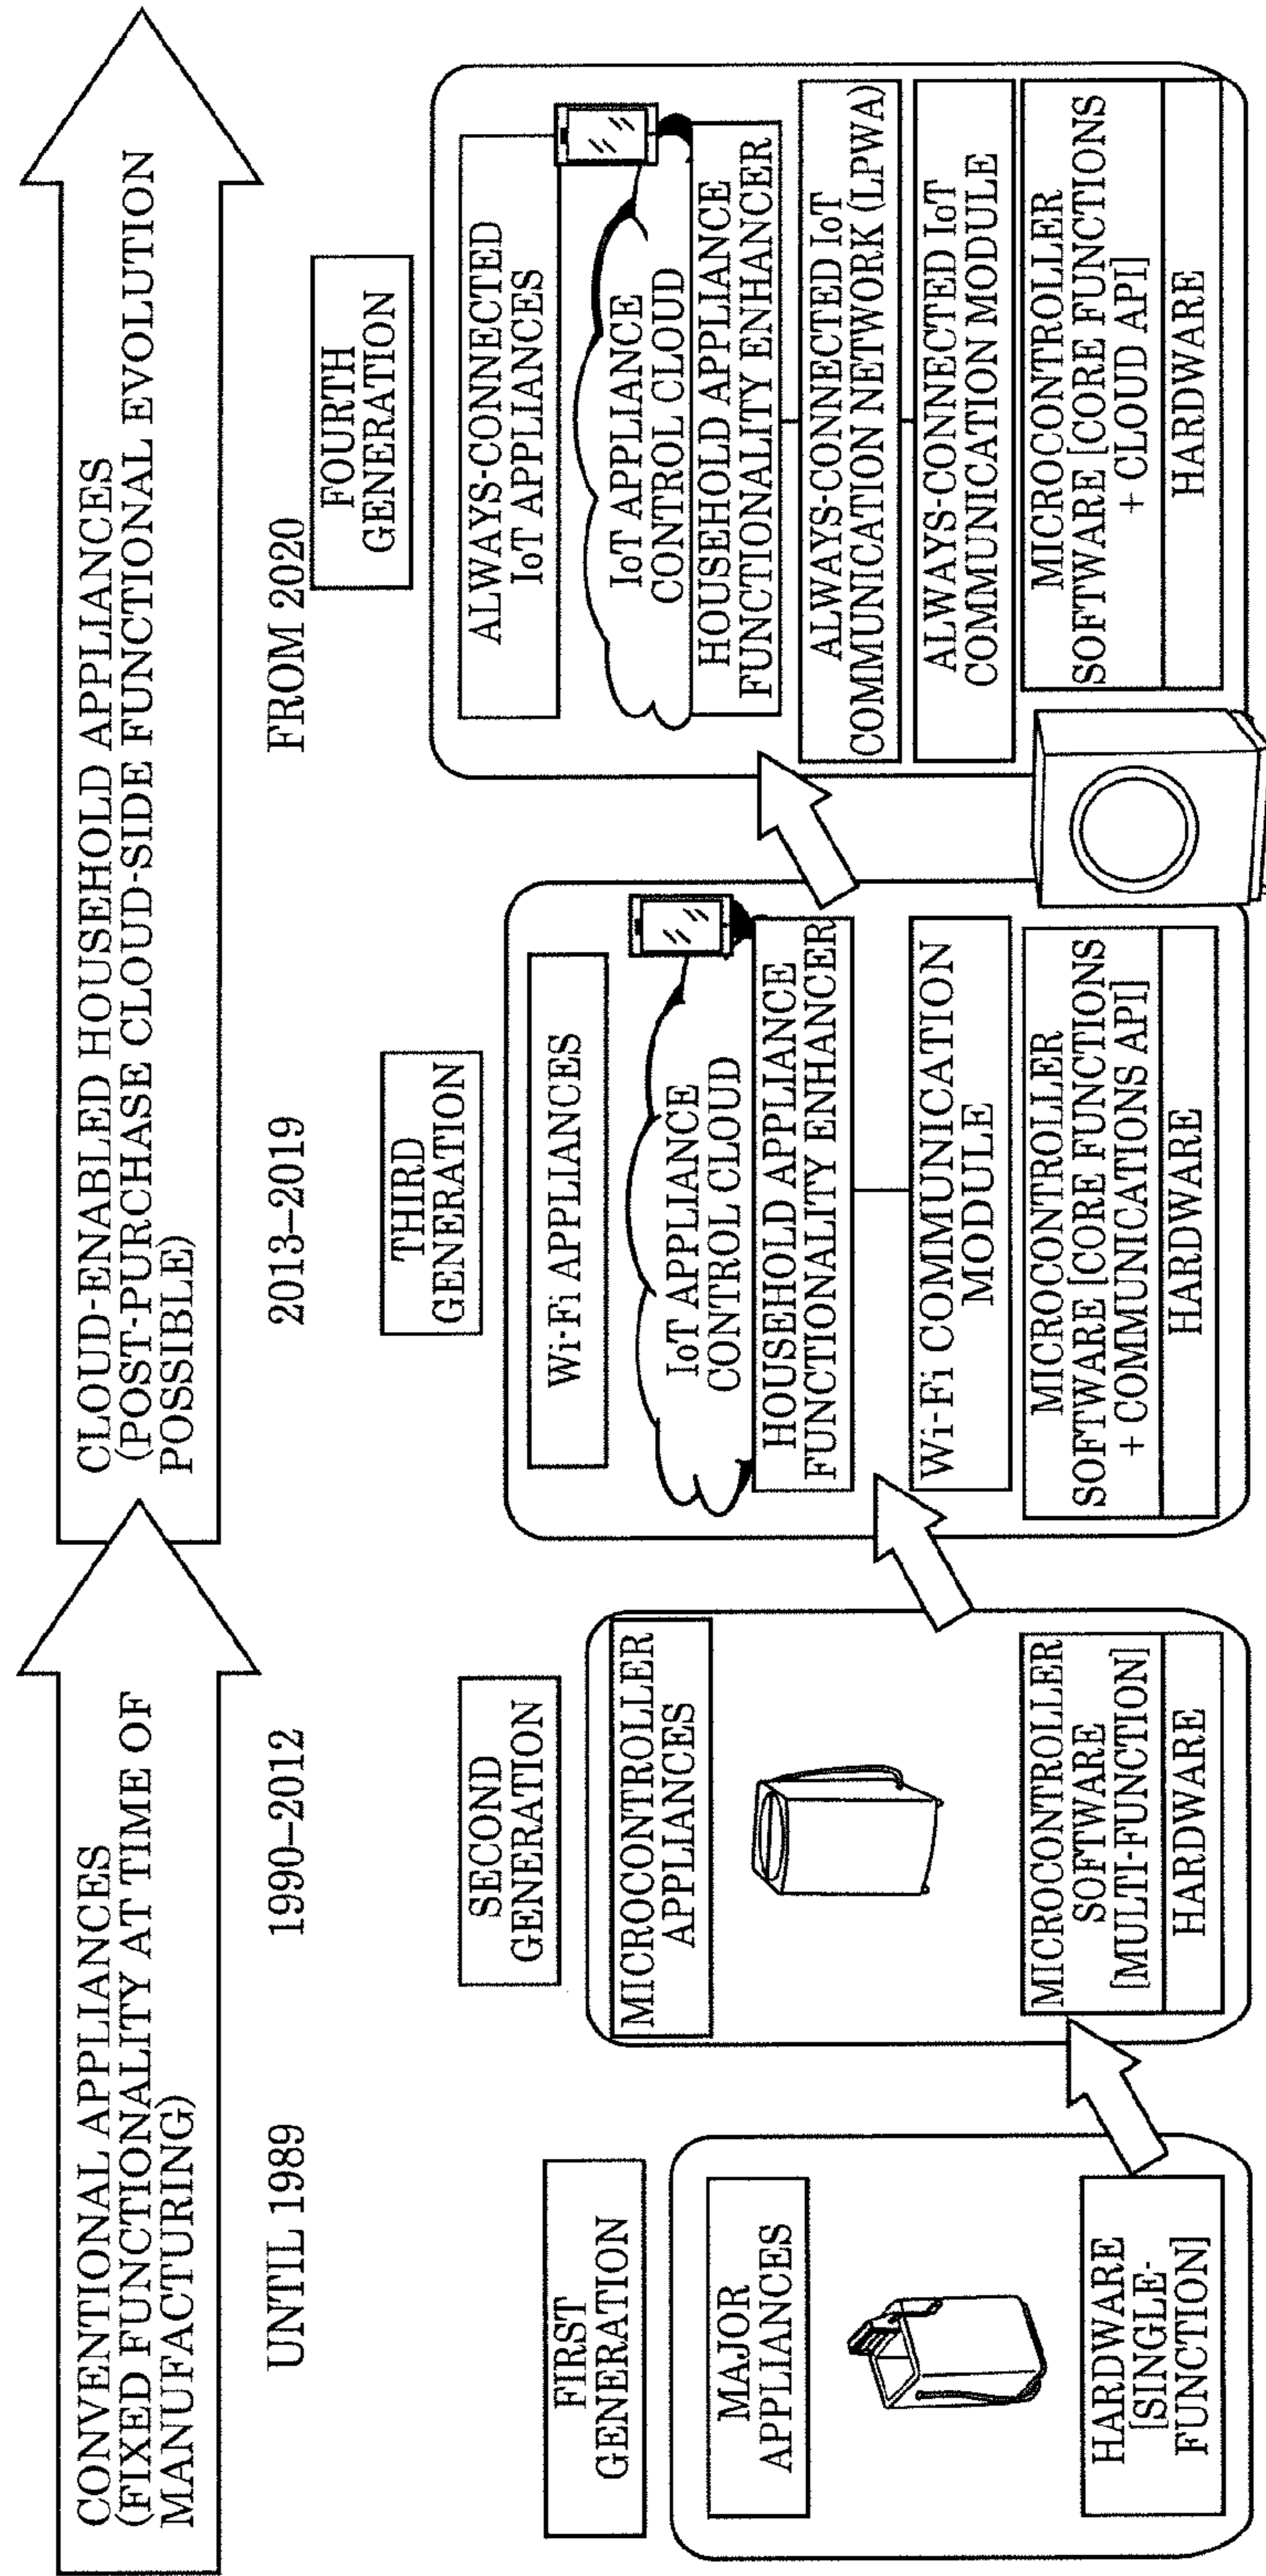 CONVENTIONAL APPLIANCES
(FIXED FUNCTIONALITY AT TIME OF
MANUFACTURING)
CLOUD-ENABLED HOUSEHOLD APPLIANCES
(POST-PURCHASE CLOUD-SIDE FUNCTIONAL EVOLUTION
POSSIBLE)
UNTIL 1989
1990–2012
2013–2019
FROM 2020
FIRST
GENERATION
MAJOR
APPLIANCES
HARDWARE
[SINGLE-
FUNCTION]
SECOND
GENERATION
MICROCONTROLLER
APPLIANCES
MICROCONTROLLER
SOFTWARE
[MULTI-FUNCTION]
HARDWARE
THIRD
GENERATION
Wi-Fi APPLIANCES
IoT APPLIANCE
CONTROL CLOUD
HOUSEHOLD APPLIANCE
FUNCTIONALITY ENHANCER
Wi-Fi COMMUNICATION
MODULE
MICROCONTROLLER
SOFTWARE [CORE FUNCTIONS
+ COMMUNICATIONS API]
HARDWARE
FOURTH
GENERATION
ALWAYS-CONNECTED
IoT APPLIANCES
IoT APPLIANCE
CONTROL CLOUD
HOUSEHOLD APPLIANCE
FUNCTIONALITY ENHANCER
ALWAYS-CONNECTED IoT
COMMUNICATION NETWORK (LPWA)
ALWAYS-CONNECTED IoT
COMMUNICATION MODULE
MICROCONTROLLER
SOFTWARE [CORE FUNCTIONS
+ CLOUD API]
HARDWARE